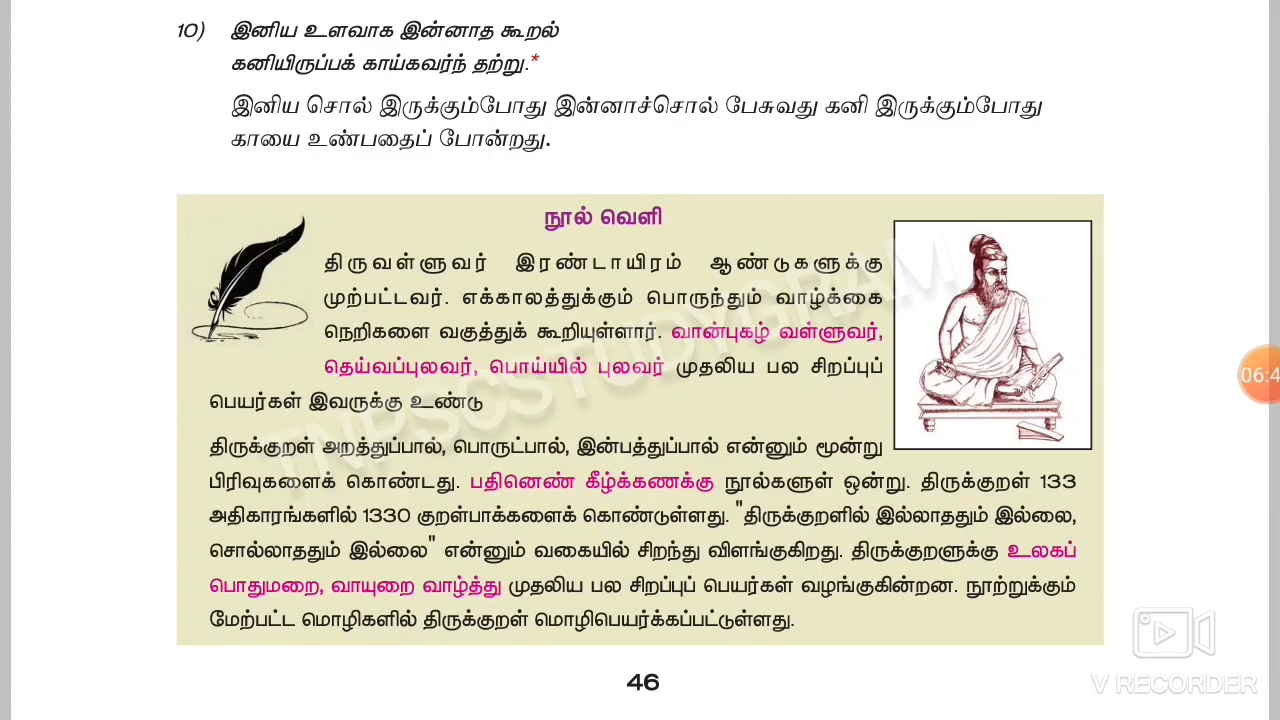 10) இனிய உளவாக இன்னாத கூறல்
கனியிருப்பக் காய்கவர்ந் தற்று.*
இனிய சொல் இருக்கும்போது இன்னாச்சொல் பேசுவது கனி இருக்கும்போது
காயை உண்பதைப் போன்றது.
நூல் வெளி
திருவள்ளுவர் இரண்டாயிரம் ஆண்டுகளுக்கு
முற்பட்டவர். எக்காலத்துக்கும் பொருந்தும் வாழ்க்கை
நெறிகளை வகுத்துக் கூறியுள்ளார். வான்புகழ் வள்ளுவர்,
தெய்வப்புலவர், பொய்யில் புலவர் முதலிய பல சிறப்புப்
பெயர்கள் இவருக்கு உண்டு
திருக்குறள் அறத்துப்பால், பொருட்பால், இன்பத்துப்பால் என்னும் மூன்று
பிரிவுகளைக் கொண்டது. பதினெண் கீழ்க்கணக்கு நூல்களுள் ஒன்று. திருக்குறள் 133
அதிகாரங்களில் 1330 குறள்பாக்களைக் கொண்டுள்ளது. "திருக்குறளில் இல்லாததும் இல்லை,
சொல்லாததும் இல்லை" என்னும் வகையில் சிறந்து விளங்குகிறது. திருக்குறளுக்கு உலகப்
பொதுமறை, வாயுறை வாழ்த்து முதலிய பல சிறப்புப் பெயர்கள் வழங்குகின்றன. நூற்றுக்கும்
மேற்பட்ட மொழிகளில் திருக்குறள் மொழிபெயர்க்கப்பட்டுள்ளது.
TNPSCSTUDYGRAM
06:4
46
V RECORDER